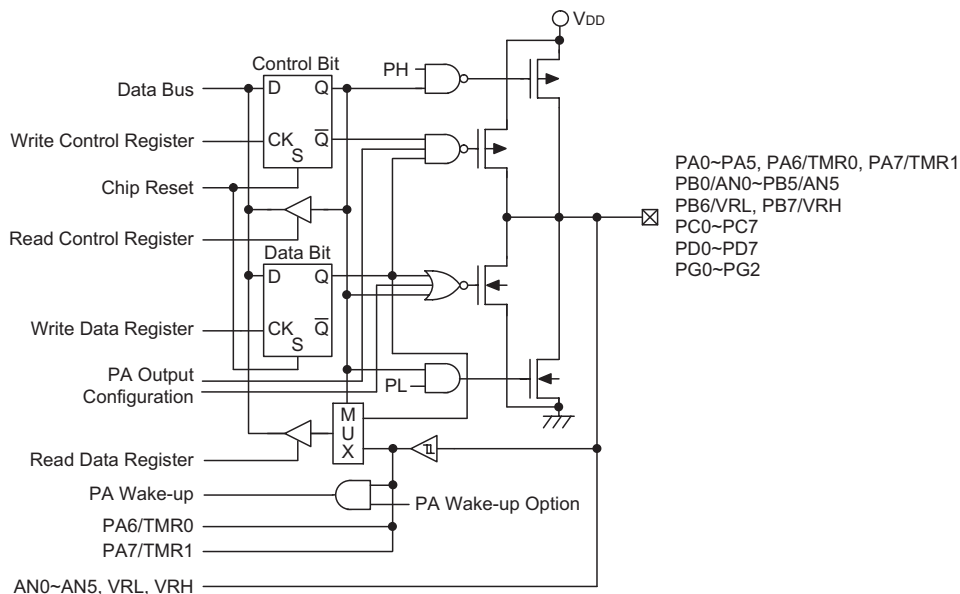 VDD
Control Bit
PH
Data Bus
D
Q
Write Control Register
CK
Q
S
PA0~PA5, PA6/TMR0, PA7/TMR1
PB0/AN0~PB5/AN5
PB6/VRL, PB7/VRH
PC0~PC7
PD0~PD7
PG0~PG2
Chip Reset
Read Control Register
Data Bit
D
Q
Write Data Register
CK
Q
S
PA Output
Configuration
PL
M
U
X
Read Data Register
PA Wake-up
PA Wake-up Option
PA6/TMR0
PA7/TMR1
AN0~AN5, VRL, VRH